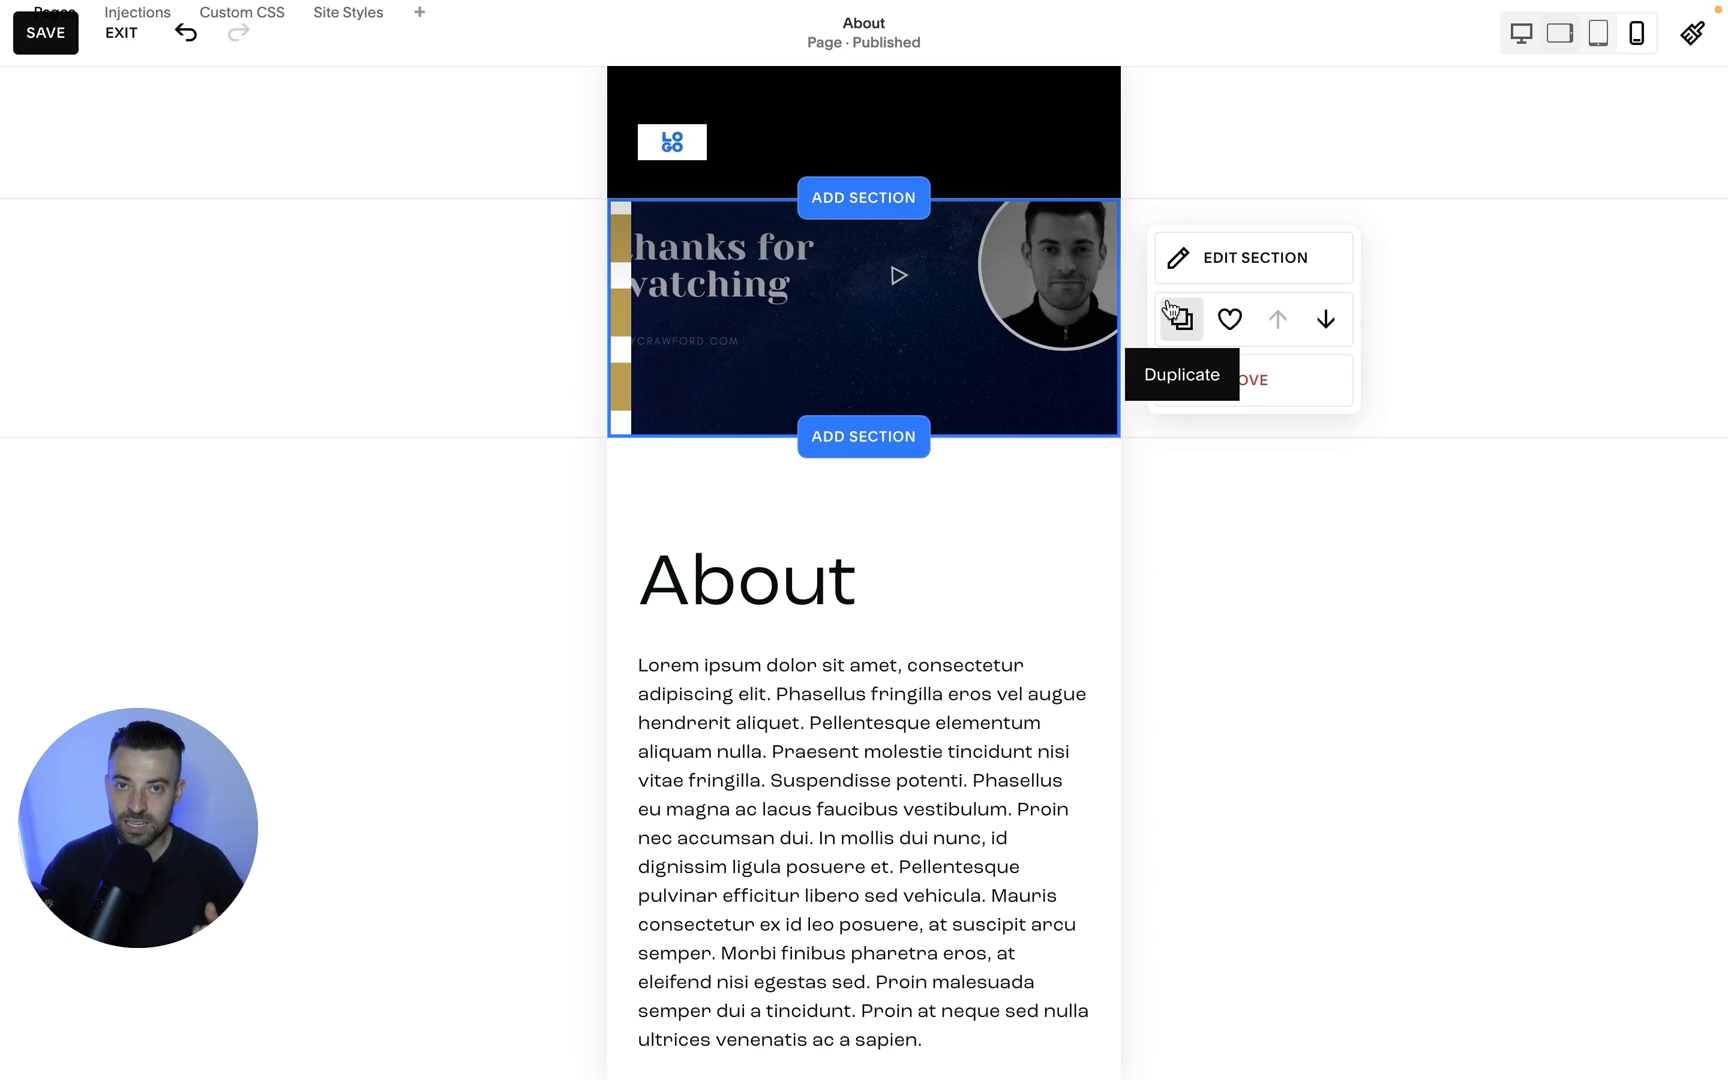 Pages
Injections
Custom CSS
Site Styles
+
SAVE
EXIT
About
Page · Published
LO
GO
ADD SECTION
hanks for
watching
YCRAWFORD.COM
EDIT SECTION
Duplicate
OVE
ADD SECTION
About
Lorem ipsum dolor sit amet, consectetur
adipiscing elit. Phasellus fringilla eros vel augue
hendrerit aliquet. Pellentesque elementum
aliquam nulla. Praesent molestie tincidunt nisi
vitae fringilla. Suspendisse potenti. Phasellus
eu magna ac lacus faucibus vestibulum. Proin
nec accumsan dui. In mollis dui nunc, id
dignissim ligula posuere et. Pellentesque
pulvinar efficitur libero sed vehicula. Mauris
consectetur ex id leo posuere, at suscipit arcu
semper. Morbi finibus pharetra eros, at
eleifend nisi egestas sed. Proin malesuada
semper dui a tincidunt. Proin at neque sed nulla
ultrices venenatis ac a sapien.